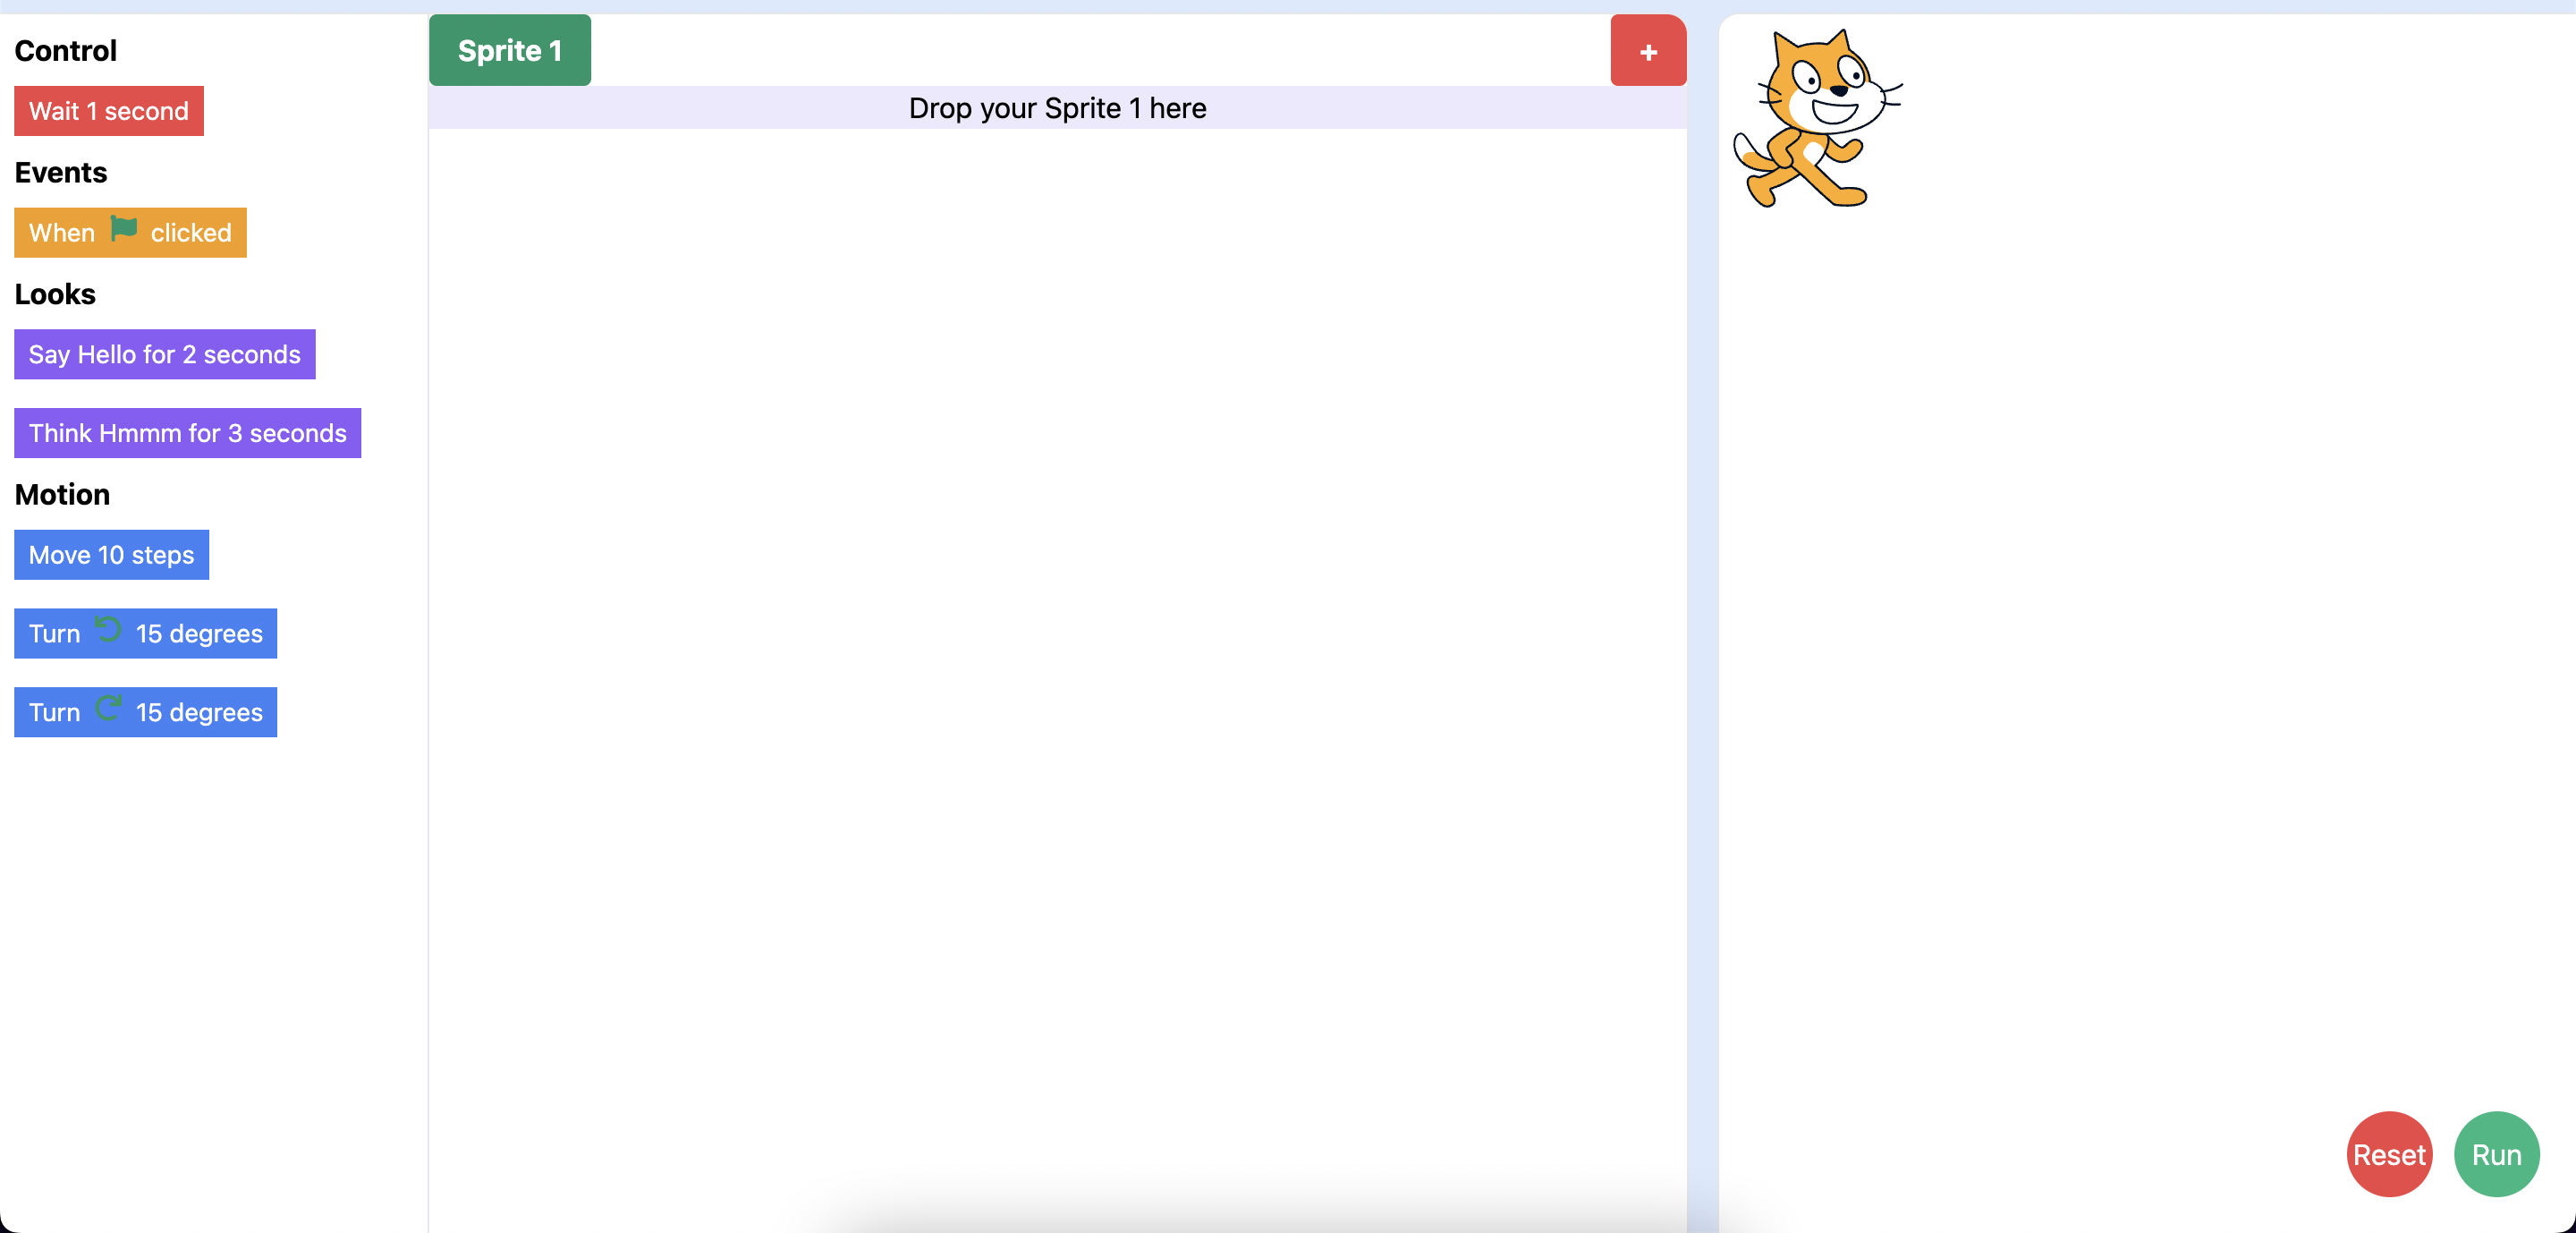 Control
Wait 1 second
Events
When clicked
Looks
Say Hello for 2 seconds
Think Hmmm for 3 seconds
Motion
Move 10 steps
Turn 15 degrees
Turn 15 degrees
Sprite 1
+
Drop your Sprite 1 here
Reset
Run